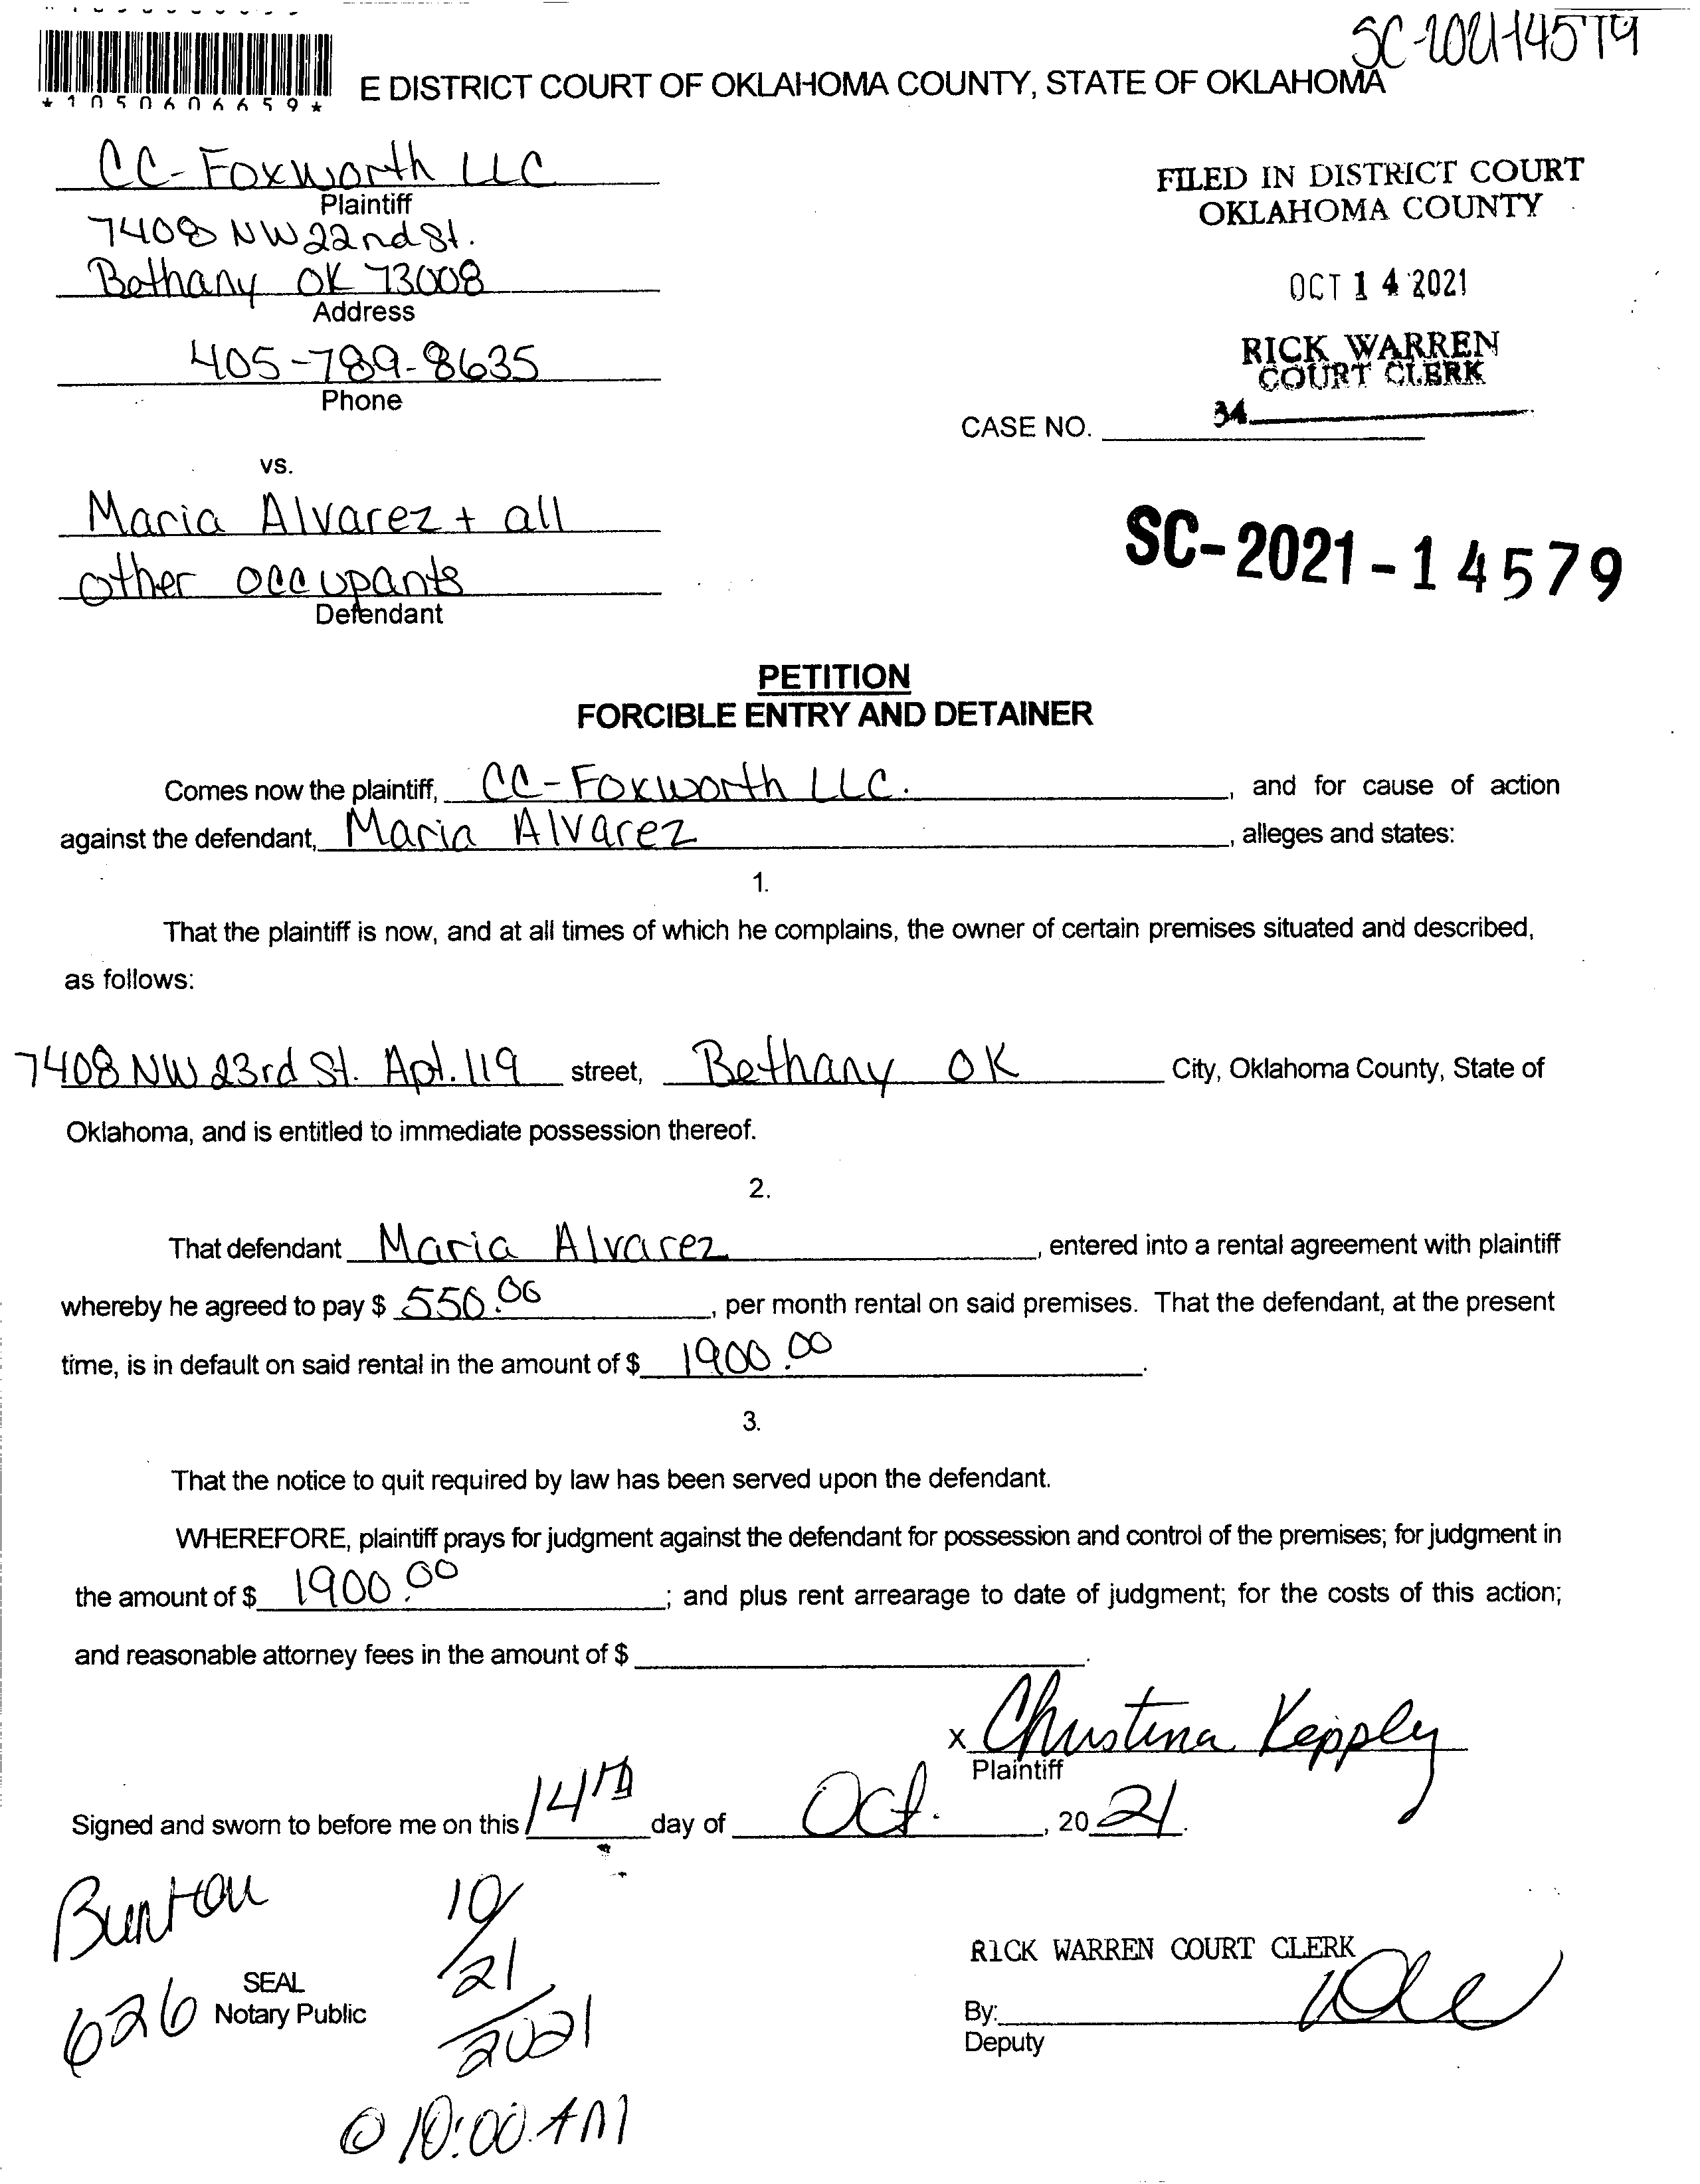 SC-2021-14579
*1050606659*
E DISTRICT COURT OF OKLAHOMA COUNTY, STATE OF OKLAHOMA
CC-Foxworth LLC
Plaintiff
7408 NW 22nd St.
Bethany OK 73008
Address
405-789-8635
Phone
FILED IN DISTRICT COURT
OKLAHOMA COUNTY
OCT 14 2021
RICK WARREN
COURT CLERK
34
CASE NO.
vs.
Maria Alvarez + all
other occupants
Defendant
SC-2021-14579
PETITION
FORCIBLE ENTRY AND DETAINER
Comes now the plaintiff, CC-Foxworth LLC. , and for cause of action
against the defendant, Maria Alvarez , alleges and states:
1.
That the plaintiff is now, and at all times of which he complains, the owner of certain premises situated and described,
as follows:
7408 NW 23rd St. Apt. 119 street, Bethany OK City, Oklahoma County, State of
Oklahoma, and is entitled to immediate possession thereof.
2.
That defendant Maria Alvarez , entered into a rental agreement with plaintiff
whereby he agreed to pay $ 550.00 , per month rental on said premises. That the defendant, at the present
time, is in default on said rental in the amount of $ 1900.00 .
3.
That the notice to quit required by law has been served upon the defendant.
WHEREFORE, plaintiff prays for judgment against the defendant for possession and control of the premises; for judgment in
the amount of $ 1900.00 ; and plus rent arrearage to date of judgment; for the costs of this action;
and reasonable attorney fees in the amount of $ .
x Christina Kepply
Plaintiff
Signed and sworn to before me on this 14th day of Oct. , 20 21.
Bunton
626
SEAL
Notary Public
10/
21/
2021
@ 10:00 AM
RICK WARREN COURT CLERK
By:
Deputy